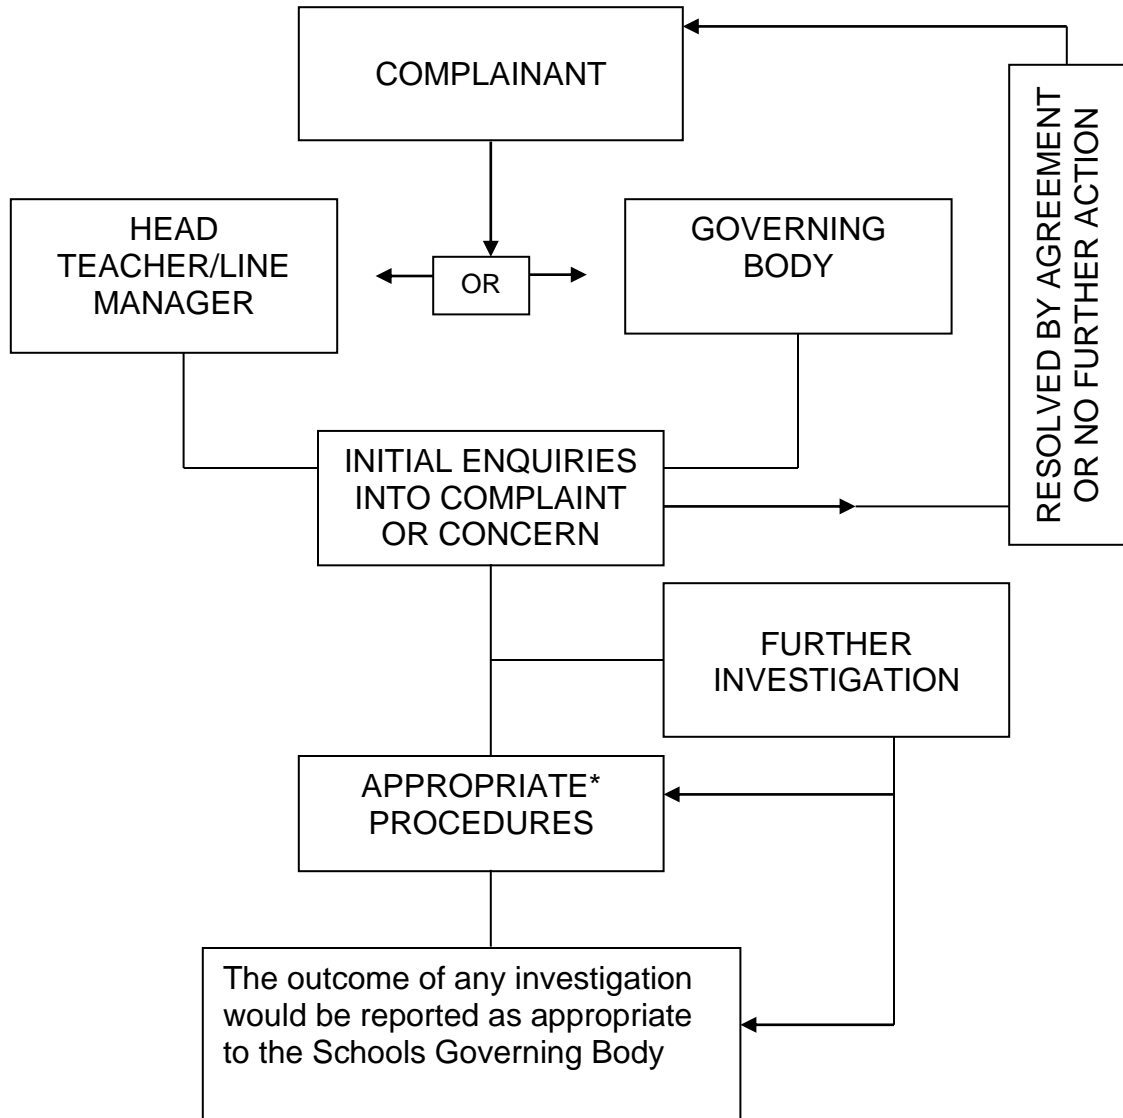 COMPLAINANT
RESOLVED BY AGREEMENT
OR NO FURTHER ACTION
HEAD
TEACHER/LINE
MANAGER
OR
GOVERNING
BODY
INITIAL ENQUIRIES
INTO COMPLAINT
OR CONCERN
FURTHER
INVESTIGATION
APPROPRIATE*
PROCEDURES
The outcome of any investigation
would be reported as appropriate
to the Schools Governing Body